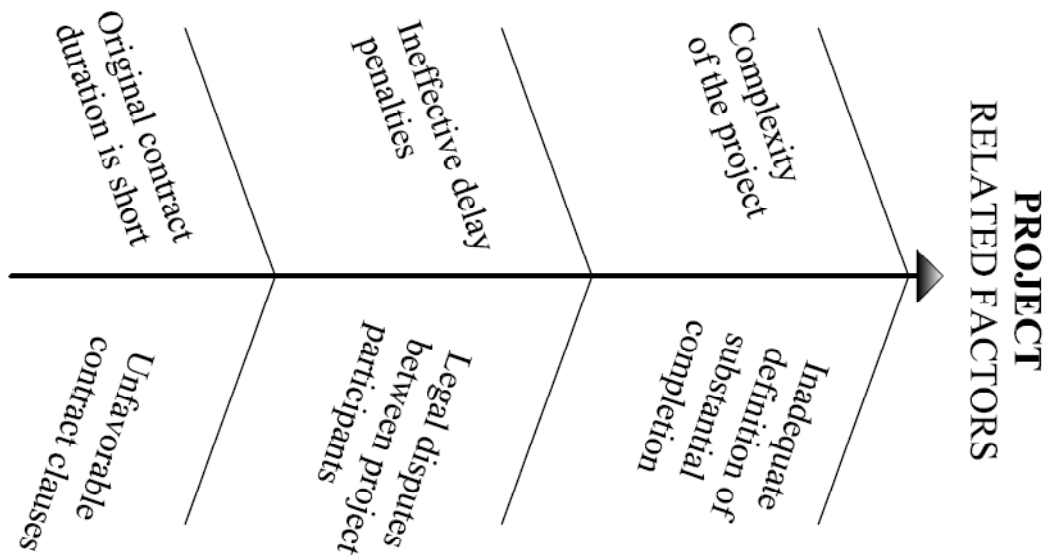 PROJECT
RELATED FACTORS
Complexity
of the project
Inadequate
definition of
substantial
completion
Ineffective delay
penalties
Legal disputes
between project
participants
Original contract
duration is short
Unfavorable
contract clauses